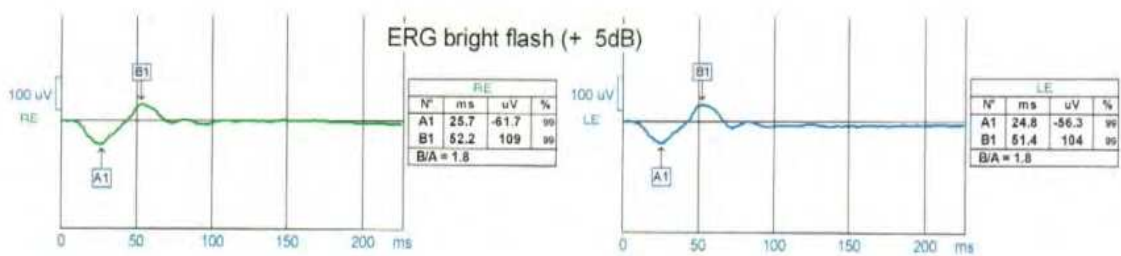 ERG bright flash (+ 5dB)
B1
100 uV
RE
A1
0 50 100 150 200 ms
RE
N° ms uV %
A1 25.7 -61.7 99
B1 52.2 109 99
B/A = 1.8
B1
100 uV
LE
A1
0 50 100 150 200 ms
LE
N° ms uV %
A1 24.8 -56.3 99
B1 51.4 104 99
B/A = 1.8